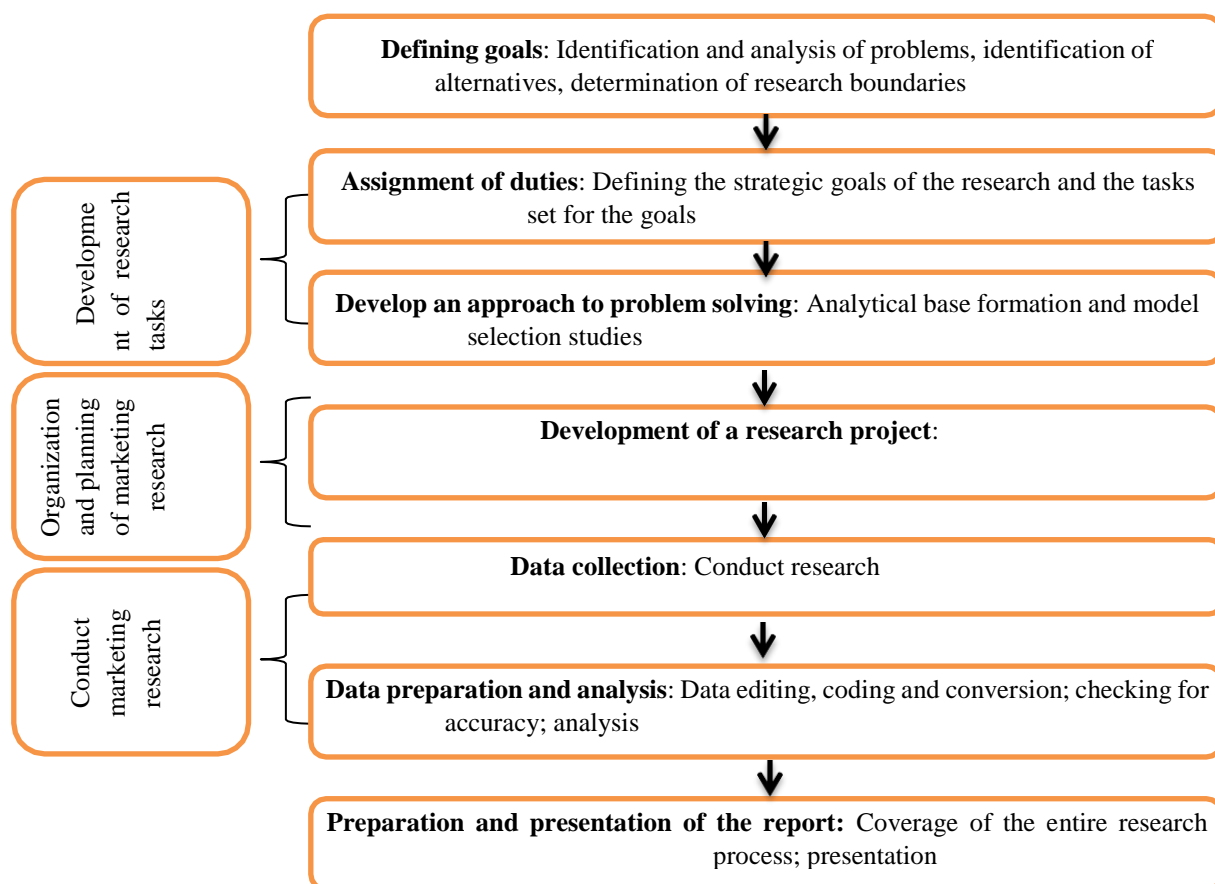 Defining goals: Identification and analysis of problems, identification of
alternatives, determination of research boundaries
Developme
nt of research
tasks
Assignment of duties: Defining the strategic goals of the research and the tasks
set for the goals
Develop an approach to problem solving: Analytical base formation and model
selection studies
Organization
and planning
of marketing
research
Development of a research project:
Conduct
marketing
research
Data collection: Conduct research
Data preparation and analysis: Data editing, coding and conversion; checking for
accuracy; analysis
Preparation and presentation of the report: Coverage of the entire research
process; presentation